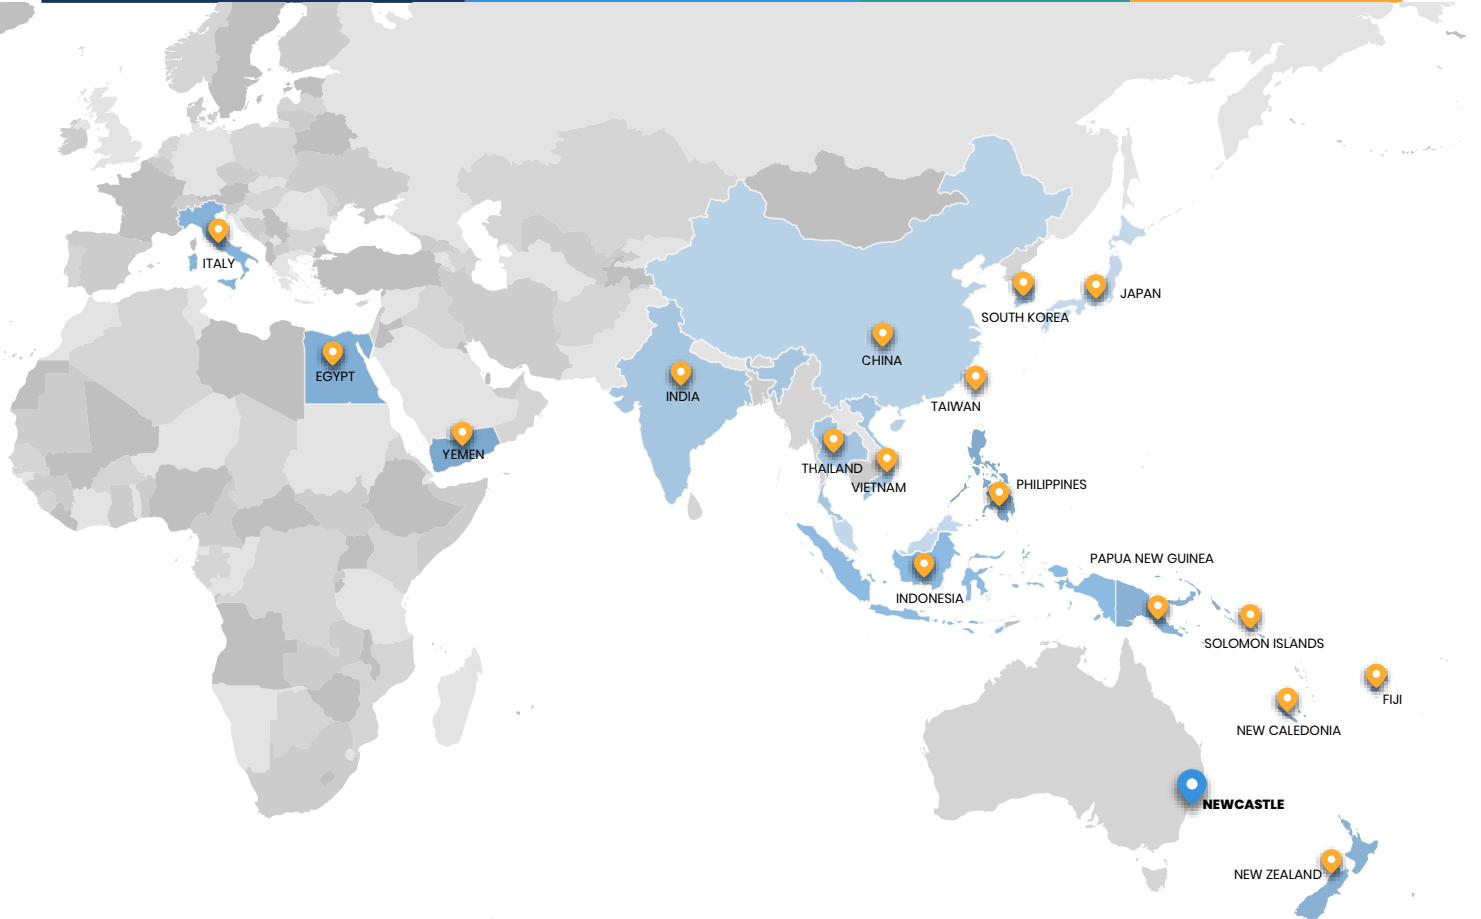 ITALY
JAPAN
SOUTH KOREA
CHINA
EGYPT
INDIA
TAIWAN
YEMEN
THAILAND
VIETNAM
PHILIPPINES
PAPUA NEW GUINEA
INDONESIA
SOLOMON ISLANDS
FIJI
NEW CALEDONIA
NEWCASTLE
NEW ZEALAND